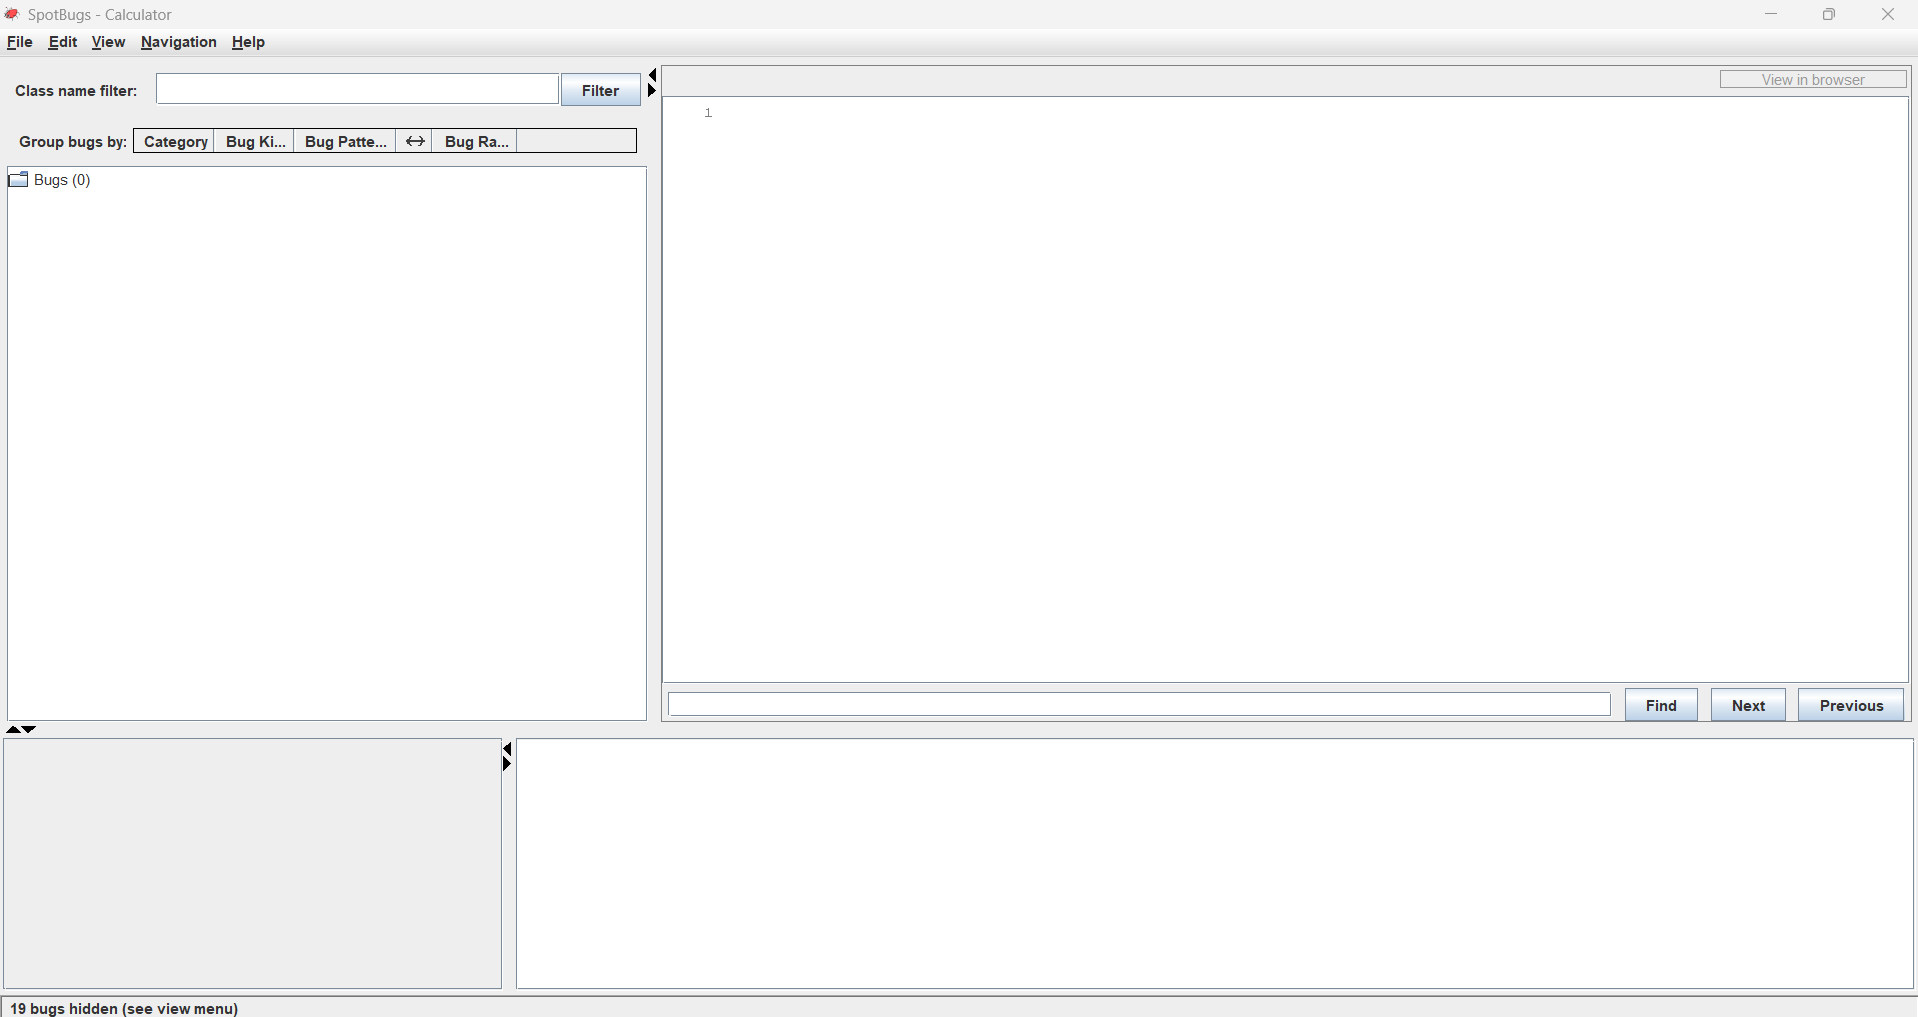 SpotBugs - Calculator
File Edit View Navigation Help
Class name filter: Filter
View in browser
1
Group bugs by: Category Bug Ki... Bug Patte... Bug Ra...
Bugs (0)
Find Next Previous
19 bugs hidden (see view menu)